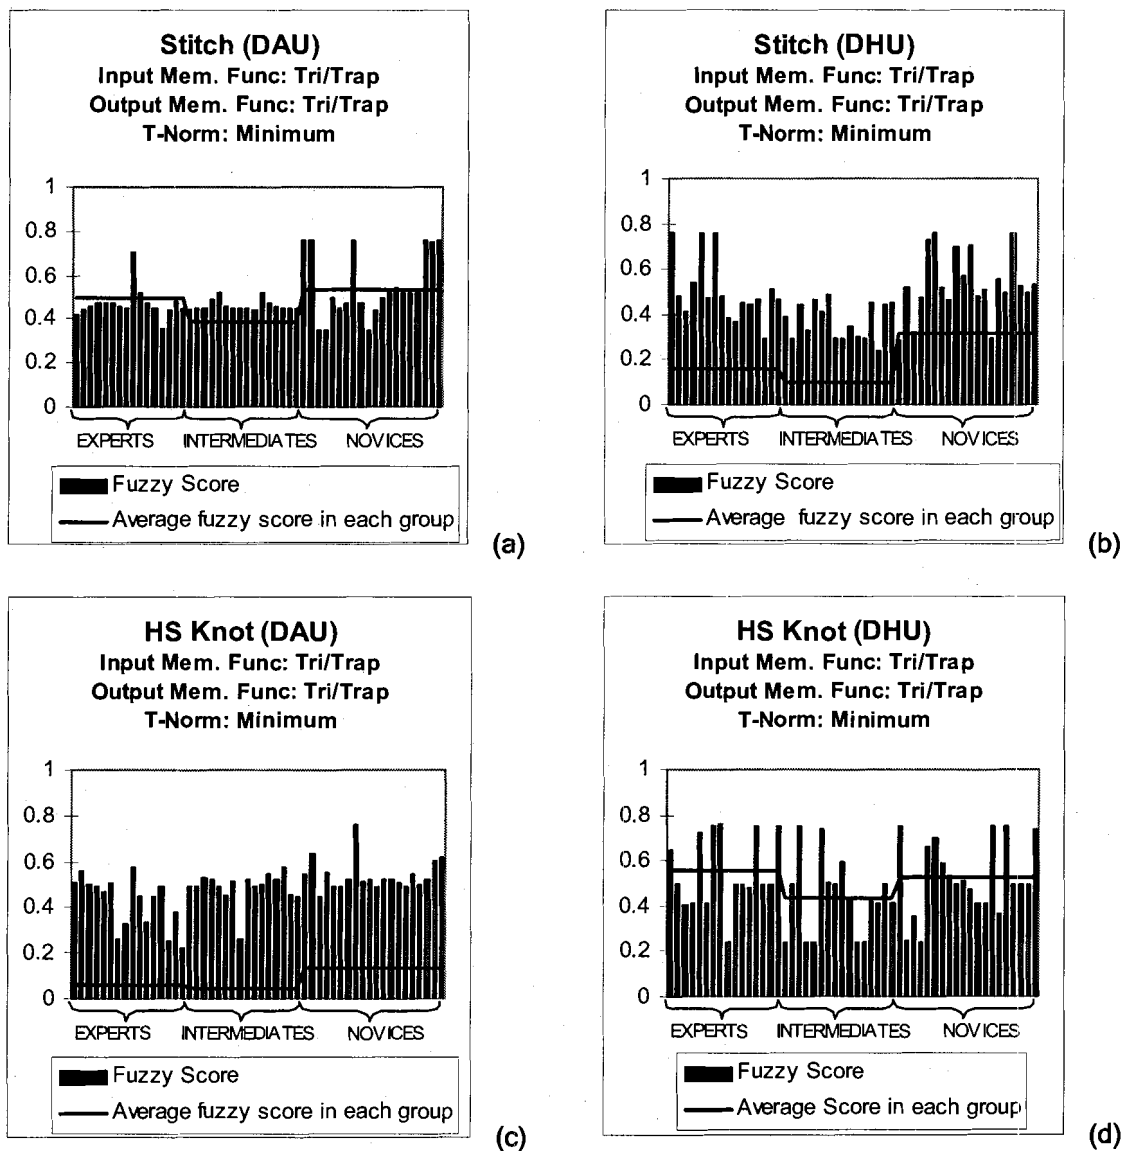 Stitch (DAU)
Input Mem. Func: Tri/Trap
Output Mem. Func: Tri/Trap
T-Norm: Minimum
1
0.8
0.6
0.4
0.2
0
EXPERTS INTERMEDIATES NOVICES
Fuzzy Score
Average fuzzy score in each group
(a)
Stitch (DHU)
Input Mem. Func: Tri/Trap
Output Mem. Func: Tri/Trap
T-Norm: Minimum
1
0.8
0.6
0.4
0.2
0
EXPERTS INTERMEDIATES NOVICES
Fuzzy Score
Average fuzzy score in each group
(b)
HS Knot (DAU)
Input Mem. Func: Tri/Trap
Output Mem. Func: Tri/Trap
T-Norm: Minimum
1
0.8
0.6
0.4
0.2
0
EXPERTS INTERMEDIATES NOVICES
Fuzzy Score
Average fuzzy score in each group
(c)
HS Knot (DHU)
Input Mem. Func: Tri/Trap
Output Mem. Func: Tri/Trap
T-Norm: Minimum
1
0.8
0.6
0.4
0.2
0
EXPERTS INTERMEDIATES NOVICES
Fuzzy Score
Average Score in each group
(d)